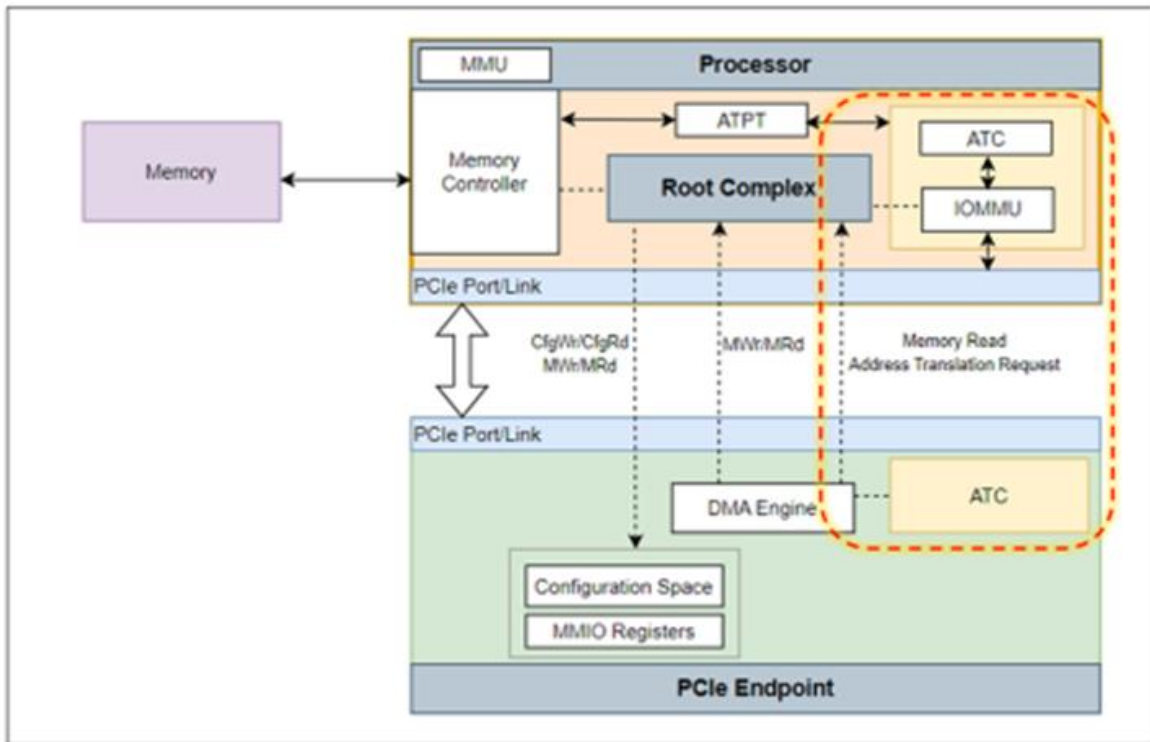 MMU
Processor
Memory
Memory
Controller
ATPT
ATC
Root Complex
IOMMU
PCIe Port/Link
CfgWr/CfgRd
MWr/MRd
MWr/MRd
Memory Read
Address Translation Request
PCIe Port/Link
DMA Engine
ATC
Configuration Space
MMIO Registers
PCIe Endpoint